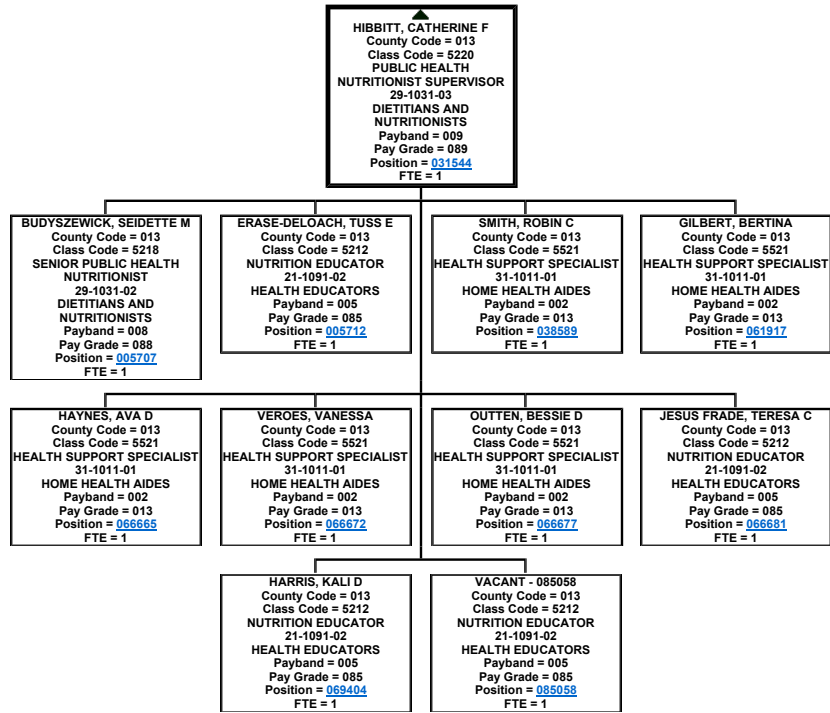 HIBBITT, CATHERINE F
County Code = 013
Class Code = 5220
PUBLIC HEALTH
NUTRITIONIST SUPERVISOR
29-1031-03
DIETITIANS AND
NUTRITIONISTS
Payband = 009
Pay Grade = 089
Position = 031544
FTE = 1
BUDYSZEWICK, SEIDETTE M
County Code = 013
Class Code = 5218
SENIOR PUBLIC HEALTH
NUTRITIONIST
29-1031-02
DIETITIANS AND
NUTRITIONISTS
Payband = 008
Pay Grade = 088
Position = 005707
FTE = 1
ERASE-DELOACH, TUSS E
County Code = 013
Class Code = 5212
NUTRITION EDUCATOR
21-1091-02
HEALTH EDUCATORS
Payband = 005
Pay Grade = 085
Position = 005712
FTE = 1
SMITH, ROBIN C
County Code = 013
Class Code = 5521
HEALTH SUPPORT SPECIALIST
31-1011-01
HOME HEALTH AIDES
Payband = 002
Pay Grade = 013
Position = 038589
FTE = 1
GILBERT, BERTINA
County Code = 013
Class Code = 5521
HEALTH SUPPORT SPECIALIST
31-1011-01
HOME HEALTH AIDES
Payband = 002
Pay Grade = 013
Position = 061917
FTE = 1
HAYNES, AVA D
County Code = 013
Class Code = 5521
HEALTH SUPPORT SPECIALIST
31-1011-01
HOME HEALTH AIDES
Payband = 002
Pay Grade = 013
Position = 066665
FTE = 1
VEROES, VANESSA
County Code = 013
Class Code = 5521
HEALTH SUPPORT SPECIALIST
31-1011-01
HOME HEALTH AIDES
Payband = 002
Pay Grade = 013
Position = 066672
FTE = 1
OUTTEN, BESSIE D
County Code = 013
Class Code = 5521
HEALTH SUPPORT SPECIALIST
31-1011-01
HOME HEALTH AIDES
Payband = 002
Pay Grade = 013
Position = 066677
FTE = 1
JESUS FRADE, TERESA C
County Code = 013
Class Code = 5212
NUTRITION EDUCATOR
21-1091-02
HEALTH EDUCATORS
Payband = 005
Pay Grade = 085
Position = 066681
FTE = 1
HARRIS, KALI D
County Code = 013
Class Code = 5212
NUTRITION EDUCATOR
21-1091-02
HEALTH EDUCATORS
Payband = 005
Pay Grade = 085
Position = 069404
FTE = 1
VACANT - 085058
County Code = 013
Class Code = 5212
NUTRITION EDUCATOR
21-1091-02
HEALTH EDUCATORS
Payband = 005
Pay Grade = 085
Position = 085058
FTE = 1